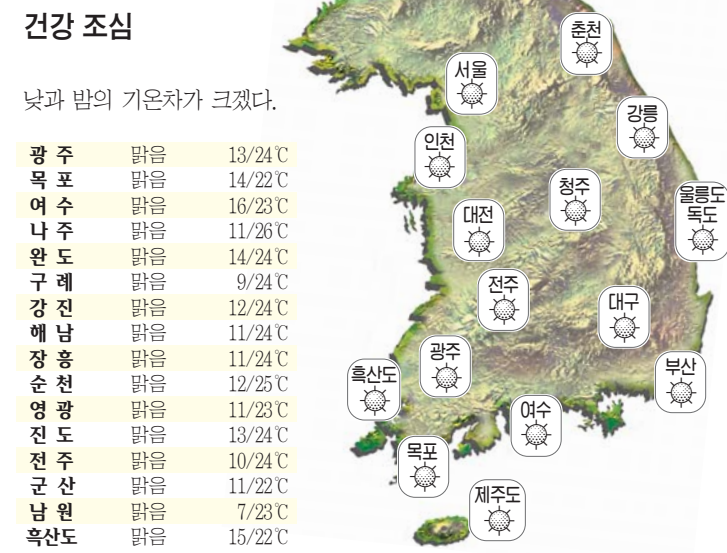 건강 조심
낮과 밤의 기온차가 크겠다.
광 주 맑음 13/24℃
목 포 맑음 14/22℃
여 수 맑음 16/23℃
나 주 맑음 11/26℃
완 도 맑음 14/24℃
구 례 맑음 9/24℃
강 진 맑음 12/24℃
해 남 맑음 11/24℃
장 흥 맑음 11/24℃
순 천 맑음 12/25℃
영 광 맑음 11/23℃
진 도 맑음 13/24℃
전 주 맑음 10/24℃
군 산 맑음 11/22℃
남 원 맑음 7/23℃
흑산도 맑음 15/22℃
춘천
서울
강릉
인천
청주
울릉도
독도
대전
전주
대구
광주
부산
흑산도
여수
목포
제주도